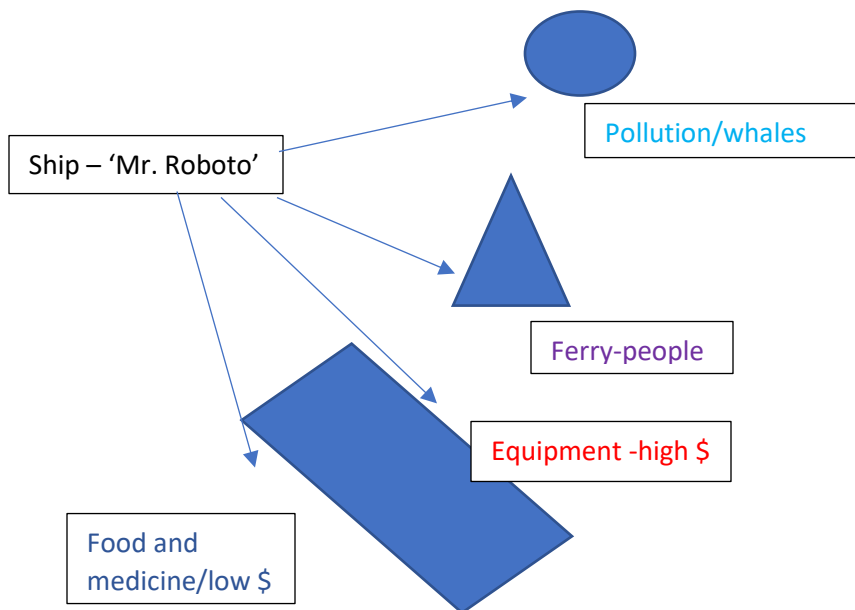 Pollution/whales
Ship – ‘Mr. Roboto’
Ferry-people
Equipment -high $
Food and
medicine/low $